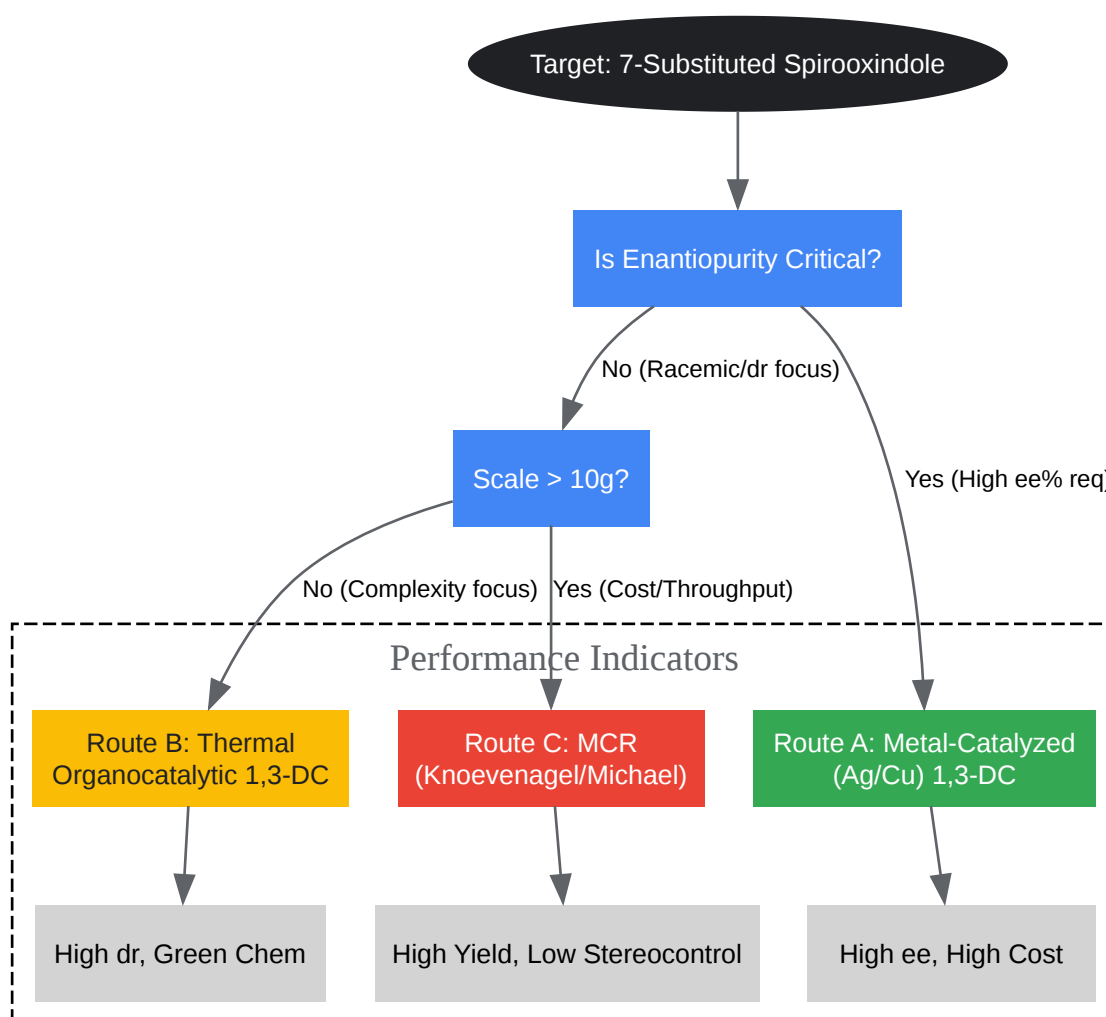 Target: 7-Substituted Spirooxindole
Is Enantiopurity Critical?
No (Racemic/dr focus)
Scale > 10g?
Yes (High ee% req)
No (Complexity focus)
Yes (Cost/Throughput)
Performance Indicators
Route B: Thermal
Organocatalytic 1,3-DC
Route C: MCR
(Knoevenagel/Michael)
Route A: Metal-Catalyzed
(Ag/Cu) 1,3-DC
High dr, Green Chem
High Yield, Low Stereocontrol
High ee, High Cost